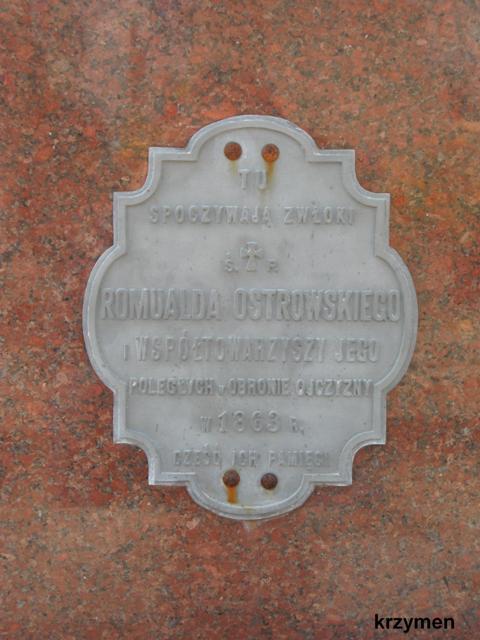 TU
SPOCZYWAJĄ ZWŁOKI
Ś. P.
ROMUALDA OSTROWSKIEGO
I WSPÓŁTOWARZYSZY JEGO
POLEGŁYCH W OBRONIE OJCZYZNY
W 1863 R.
CZEŚĆ ICH PAMIĘCI
krzymen